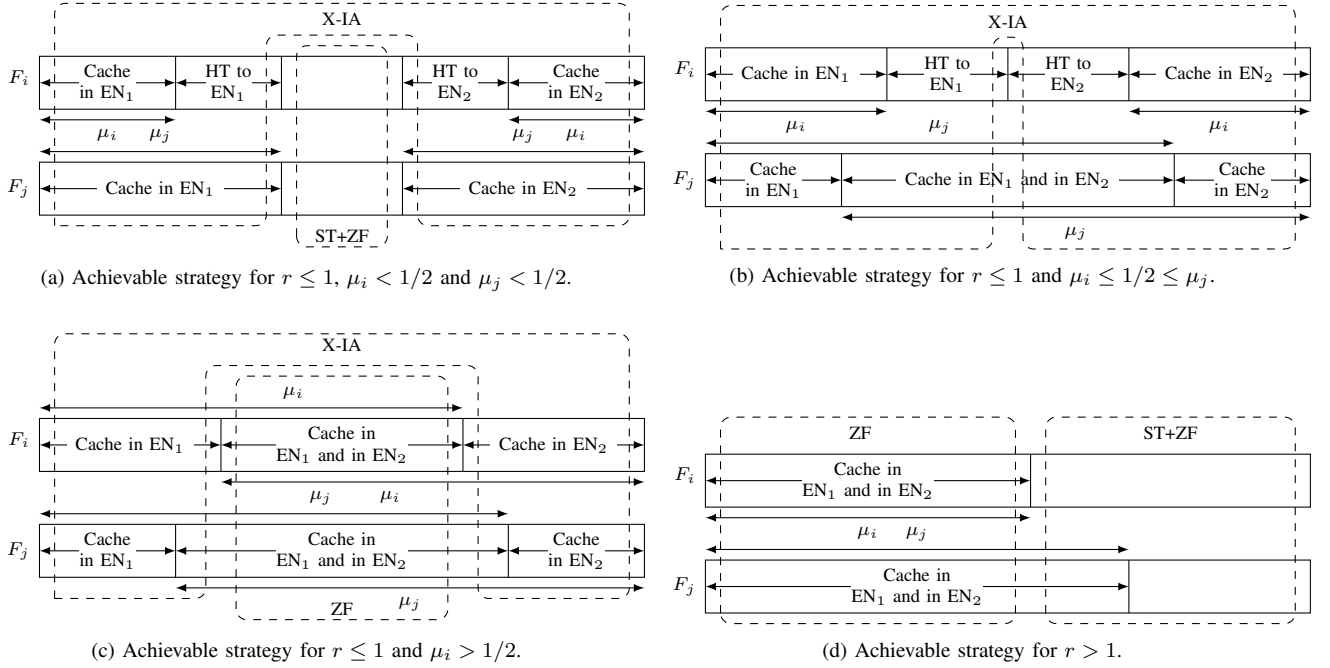 X-IA
F_i Cache in EN_1 HT to EN_1 HT to EN_2 Cache in EN_2
μ_i μ_j μ_j μ_i
F_j Cache in EN_1 Cache in EN_2
ST+ZF
(a) Achievable strategy for r ≤ 1, μ_i < 1/2 and μ_j < 1/2.
X-IA
F_i Cache in EN_1 HT to EN_1 HT to EN_2 Cache in EN_2
μ_i μ_j μ_i
F_j Cache in EN_1 Cache in EN_1 and in EN_2 Cache in EN_2
μ_j
(b) Achievable strategy for r ≤ 1 and μ_i ≤ 1/2 ≤ μ_j.
X-IA
μ_i
F_i Cache in EN_1 Cache in EN_1 and in EN_2 Cache in EN_2
μ_j μ_i
F_j Cache in EN_1 Cache in EN_1 and in EN_2 Cache in EN_2
ZF μ_j
(c) Achievable strategy for r ≤ 1 and μ_i > 1/2.
ZF ST+ZF
F_i Cache in EN_1 and in EN_2
μ_i μ_j
F_j Cache in EN_1 and in EN_2
(d) Achievable strategy for r > 1.